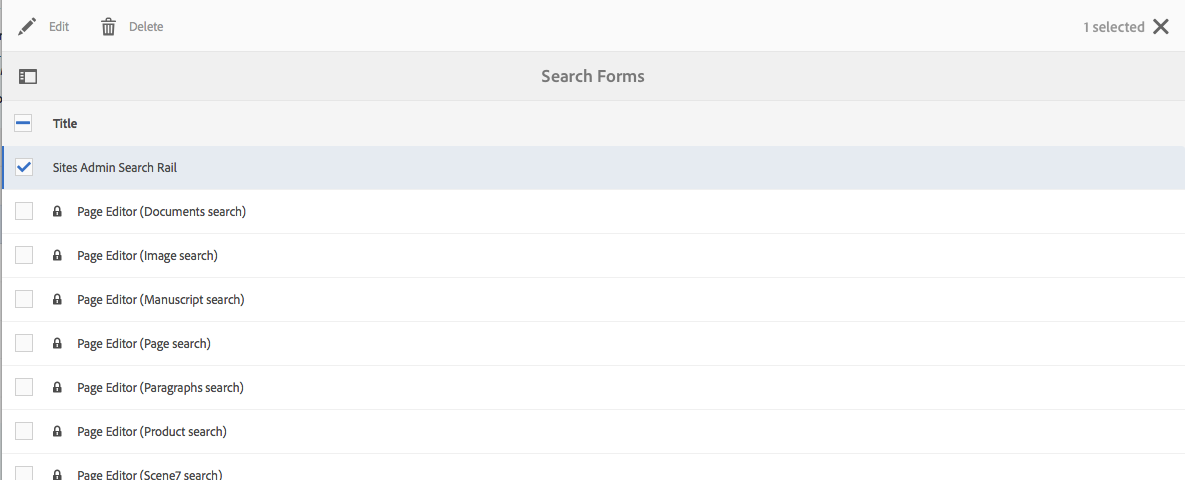 Edit Delete 1 selected
Search Forms
Title
Sites Admin Search Rail
Page Editor (Documents search)
Page Editor (Image search)
Page Editor (Manuscript search)
Page Editor (Page search)
Page Editor (Paragraphs search)
Page Editor (Product search)
Page Editor (Scene7 search)